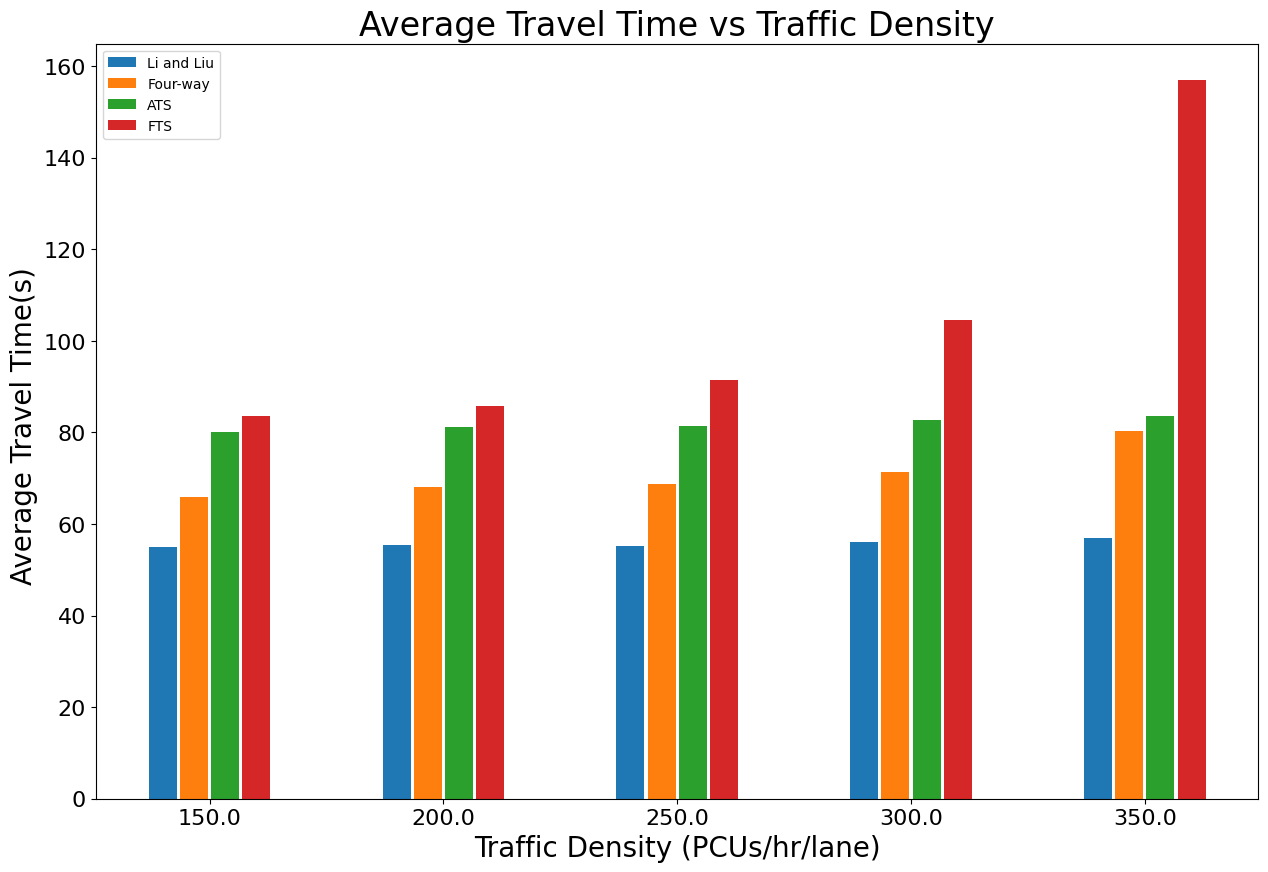 Average Travel Time vs Traffic Density
Li and Liu
Four-way
ATS
FTS
Average Travel Time(s)
160
140
120
100
80
60
40
20
0
150.0 200.0 250.0 300.0 350.0
Traffic Density (PCUs/hr/lane)